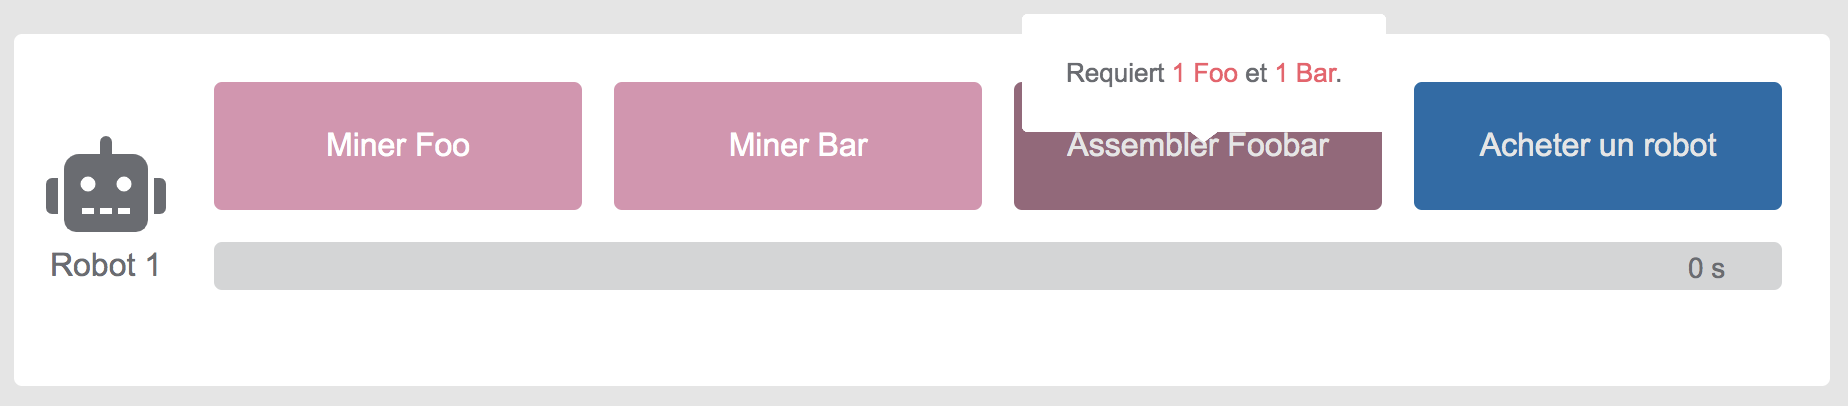 Requiert 1 Foo et 1 Bar.
Miner Foo
Miner Bar
Assembler Foobar
Acheter un robot
Robot 1
0 s